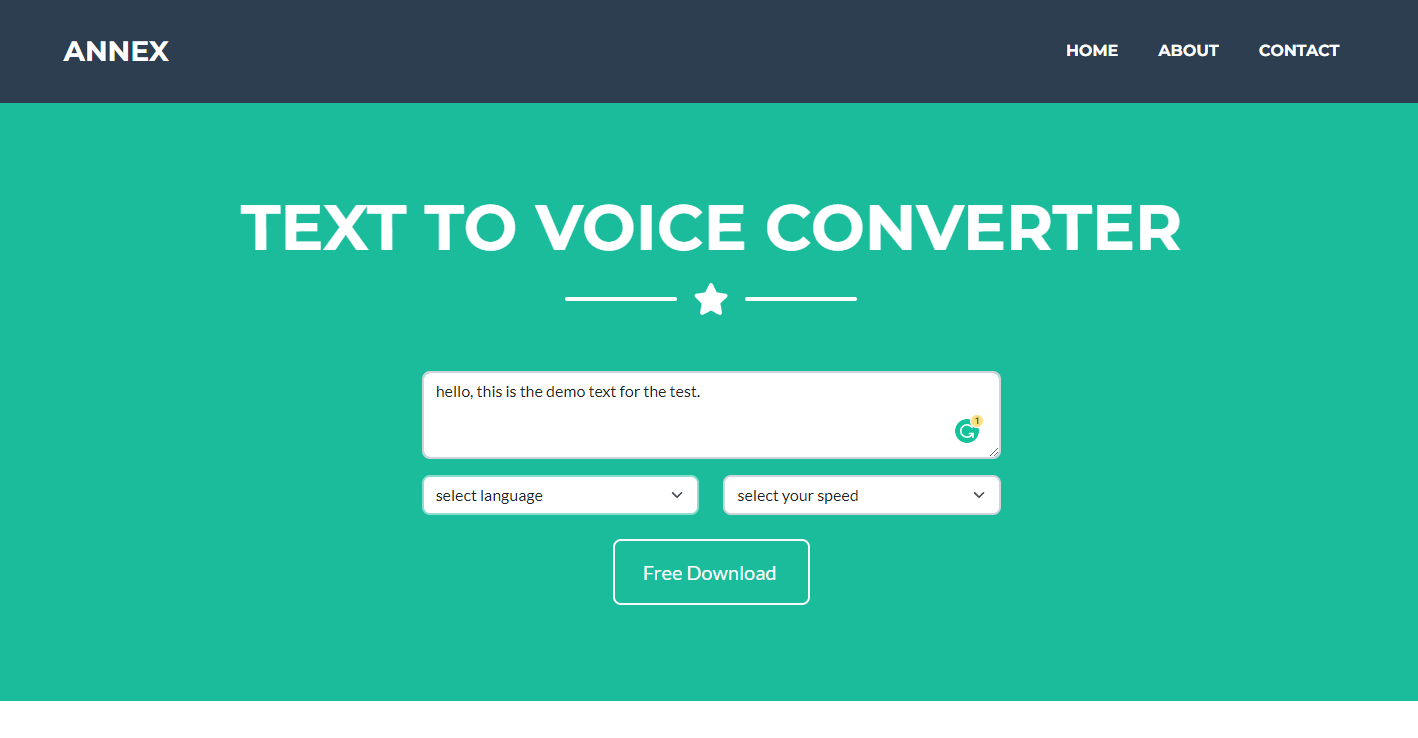 ANNEX
HOME ABOUT CONTACT
TEXT TO VOICE CONVERTER
hello, this is the demo text for the test.
1
select language
select your speed
Free Download